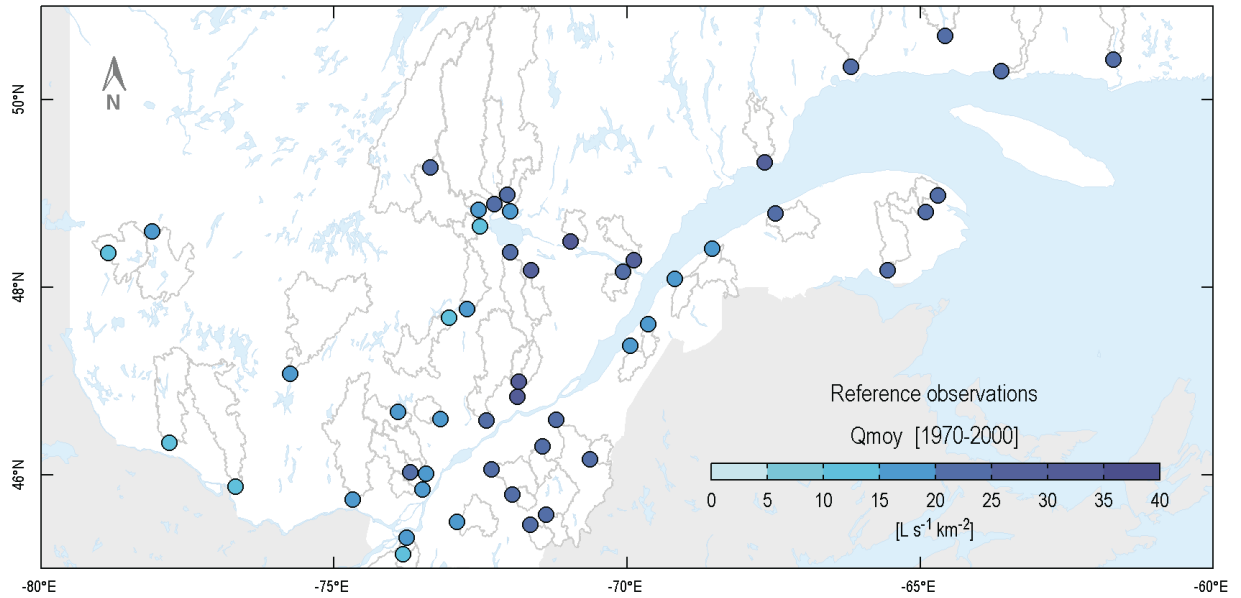 N
50°N
48°N
46°N
Reference observations
Qmoy [1970-2000]
0 5 10 15 20 25 30 35 40
[L s⁻¹ km⁻²]
-80°E -75°E -70°E -65°E -60°E